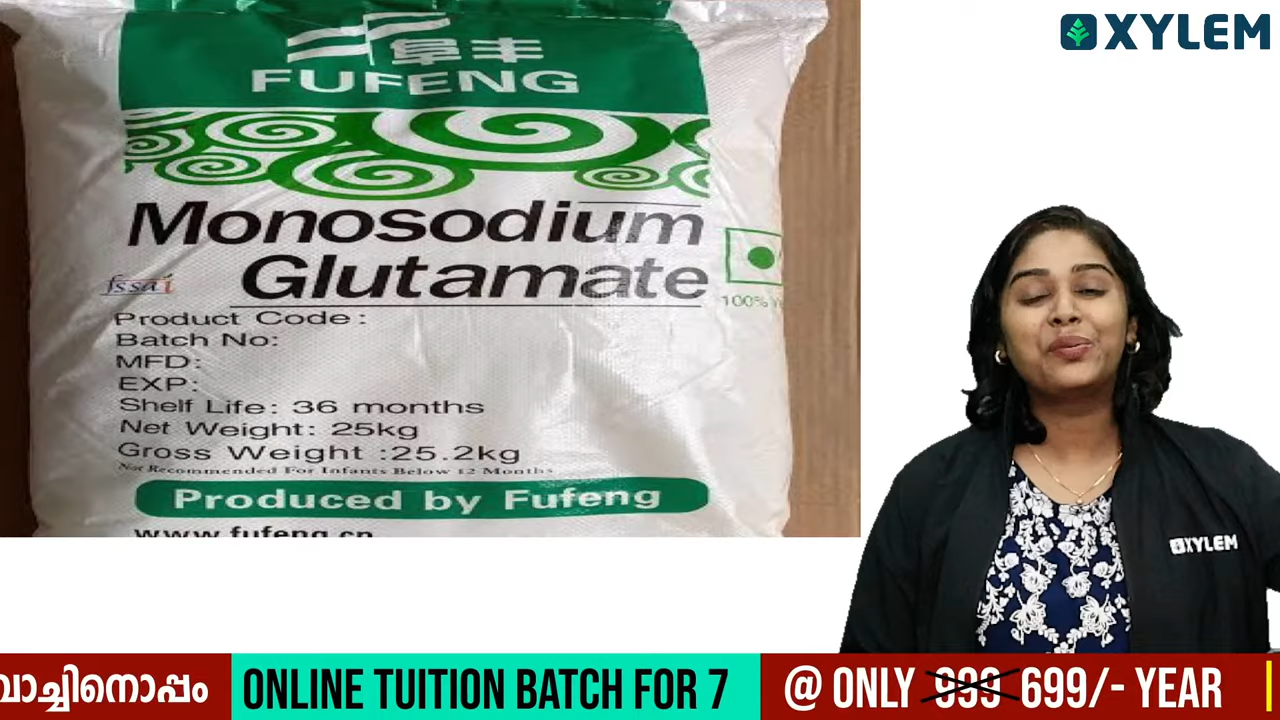 阜丰
FUFENG
XYLEM
Monosodium
Glutamate
fssai
100%
Product Code :
Batch No:
MFD:
EXP:
Shelf Life: 36 months
Net Weight: 25kg
Gross Weight :25.2kg
Not Recommended For Infants Below 12 Months
Produced by Fufeng
www.fufeng.cn
XYLEM
ബാച്ചിനൊപ്പം
ONLINE TUITION BATCH FOR 7
@ ONLY 999 699/- YEAR